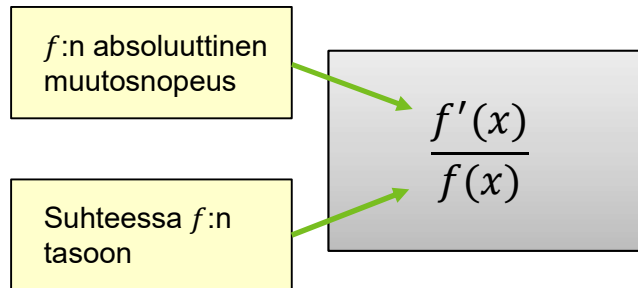 f:n absoluuttinen
muutosnopeus
f′(x)
f(x)
Suhteessa f:n
tasoon